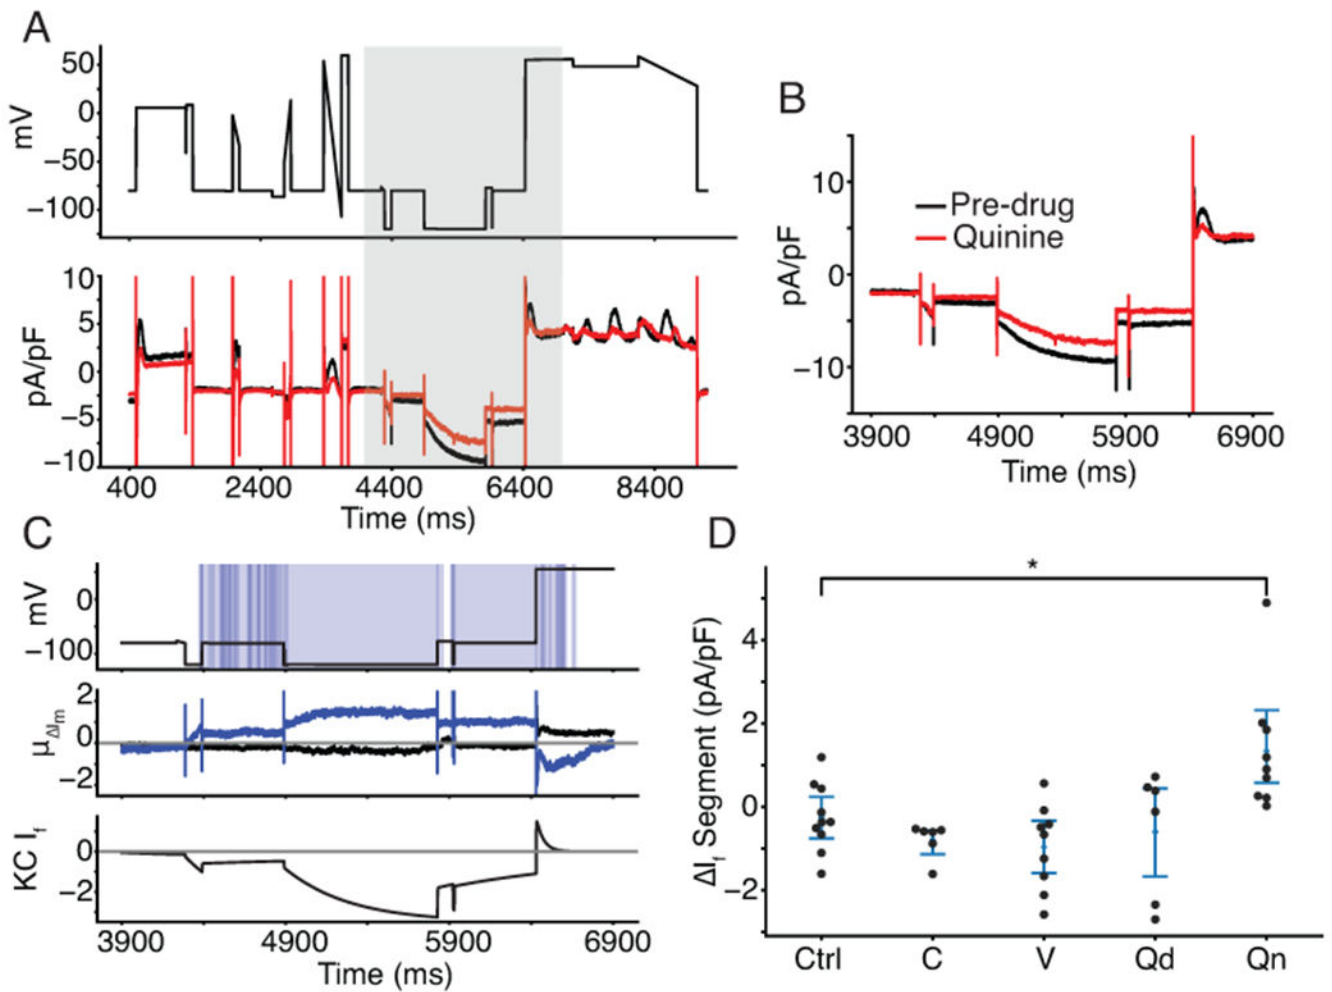 A
50
0
−50
−100
mV
10
5
0
−5
−10
pA/pF
400 2400 4400 6400 8400
Time (ms)
B
10
0
−10
pA/pF
Pre-drug
Quinine
3900 4900 5900 6900
Time (ms)
C
0
−100
mV
2
0
−2
μΔIm
0
−2
KC If
3900 4900 5900 6900
Time (ms)
D
*
4
2
0
−2
ΔIf Segment (pA/pF)
Ctrl C V Qd Qn